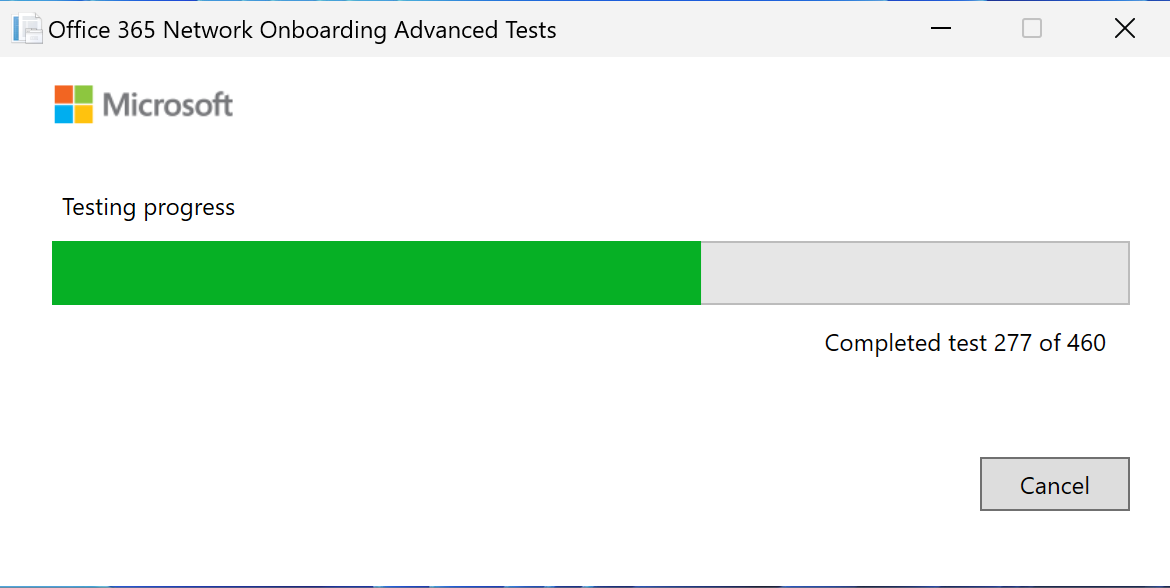 Office 365 Network Onboarding Advanced Tests
Microsoft
Testing progress
Completed test 277 of 460
Cancel